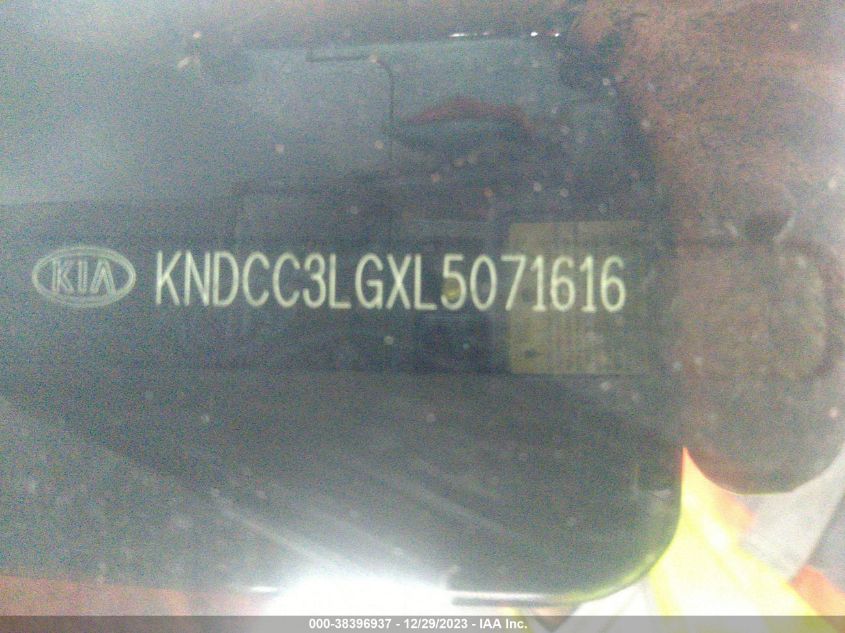 KIA KNDCC3LGXL5071616
000-38396937 - 12/29/2023 - IAA Inc.